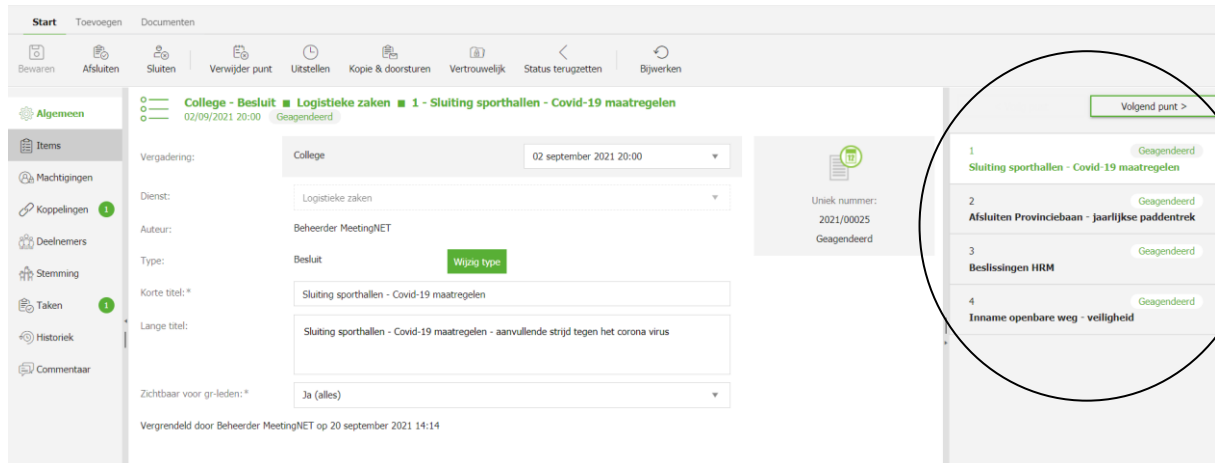 Start Toevoegen Documenten
Bewaren Afsluiten Sluiten Verwijder punt Uitstellen Kopie & doorsturen Vertrouwelijk Status terugzetten Bijwerken
Algemeen
Items
Machtigingen
Koppelingen 1
Deelnemers
Stemming
Taken 1
Historiek
Commentaar
College - Besluit ■ Logistieke zaken ■ 1 - Sluiting sporthallen - Covid-19 maatregelen
02/09/2021 20:00 Geagendeerd
Vergadering: College 02 september 2021 20:00
Dienst: Logistieke zaken
Auteur: Beheerder MeetingNET
Type: Besluit Wijzig type
Korte titel:* Sluiting sporthallen - Covid-19 maatregelen
Lange titel: Sluiting sporthallen - Covid-19 maatregelen - aanvullende strijd tegen het corona virus
Zichtbaar voor gr-leden:* Ja (alles)
Vergrendeld door Beheerder MeetingNET op 20 september 2021 14:14
12
Uniek nummer:
2021/00025
Geagendeerd
Volgend punt >
1 Geagendeerd
Sluiting sporthallen - Covid-19 maatregelen
2 Geagendeerd
Afsluiten Provinciebaan - jaarlijkse paddentrek
3 Geagendeerd
Beslissingen HRM
4 Geagendeerd
Inname openbare weg - veiligheid